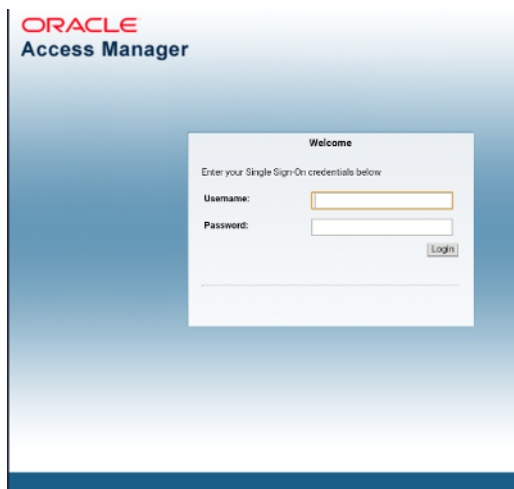 ORACLE
Access Manager
Welcome
Enter your Single Sign-On credentials below
Username:
Password:
Login